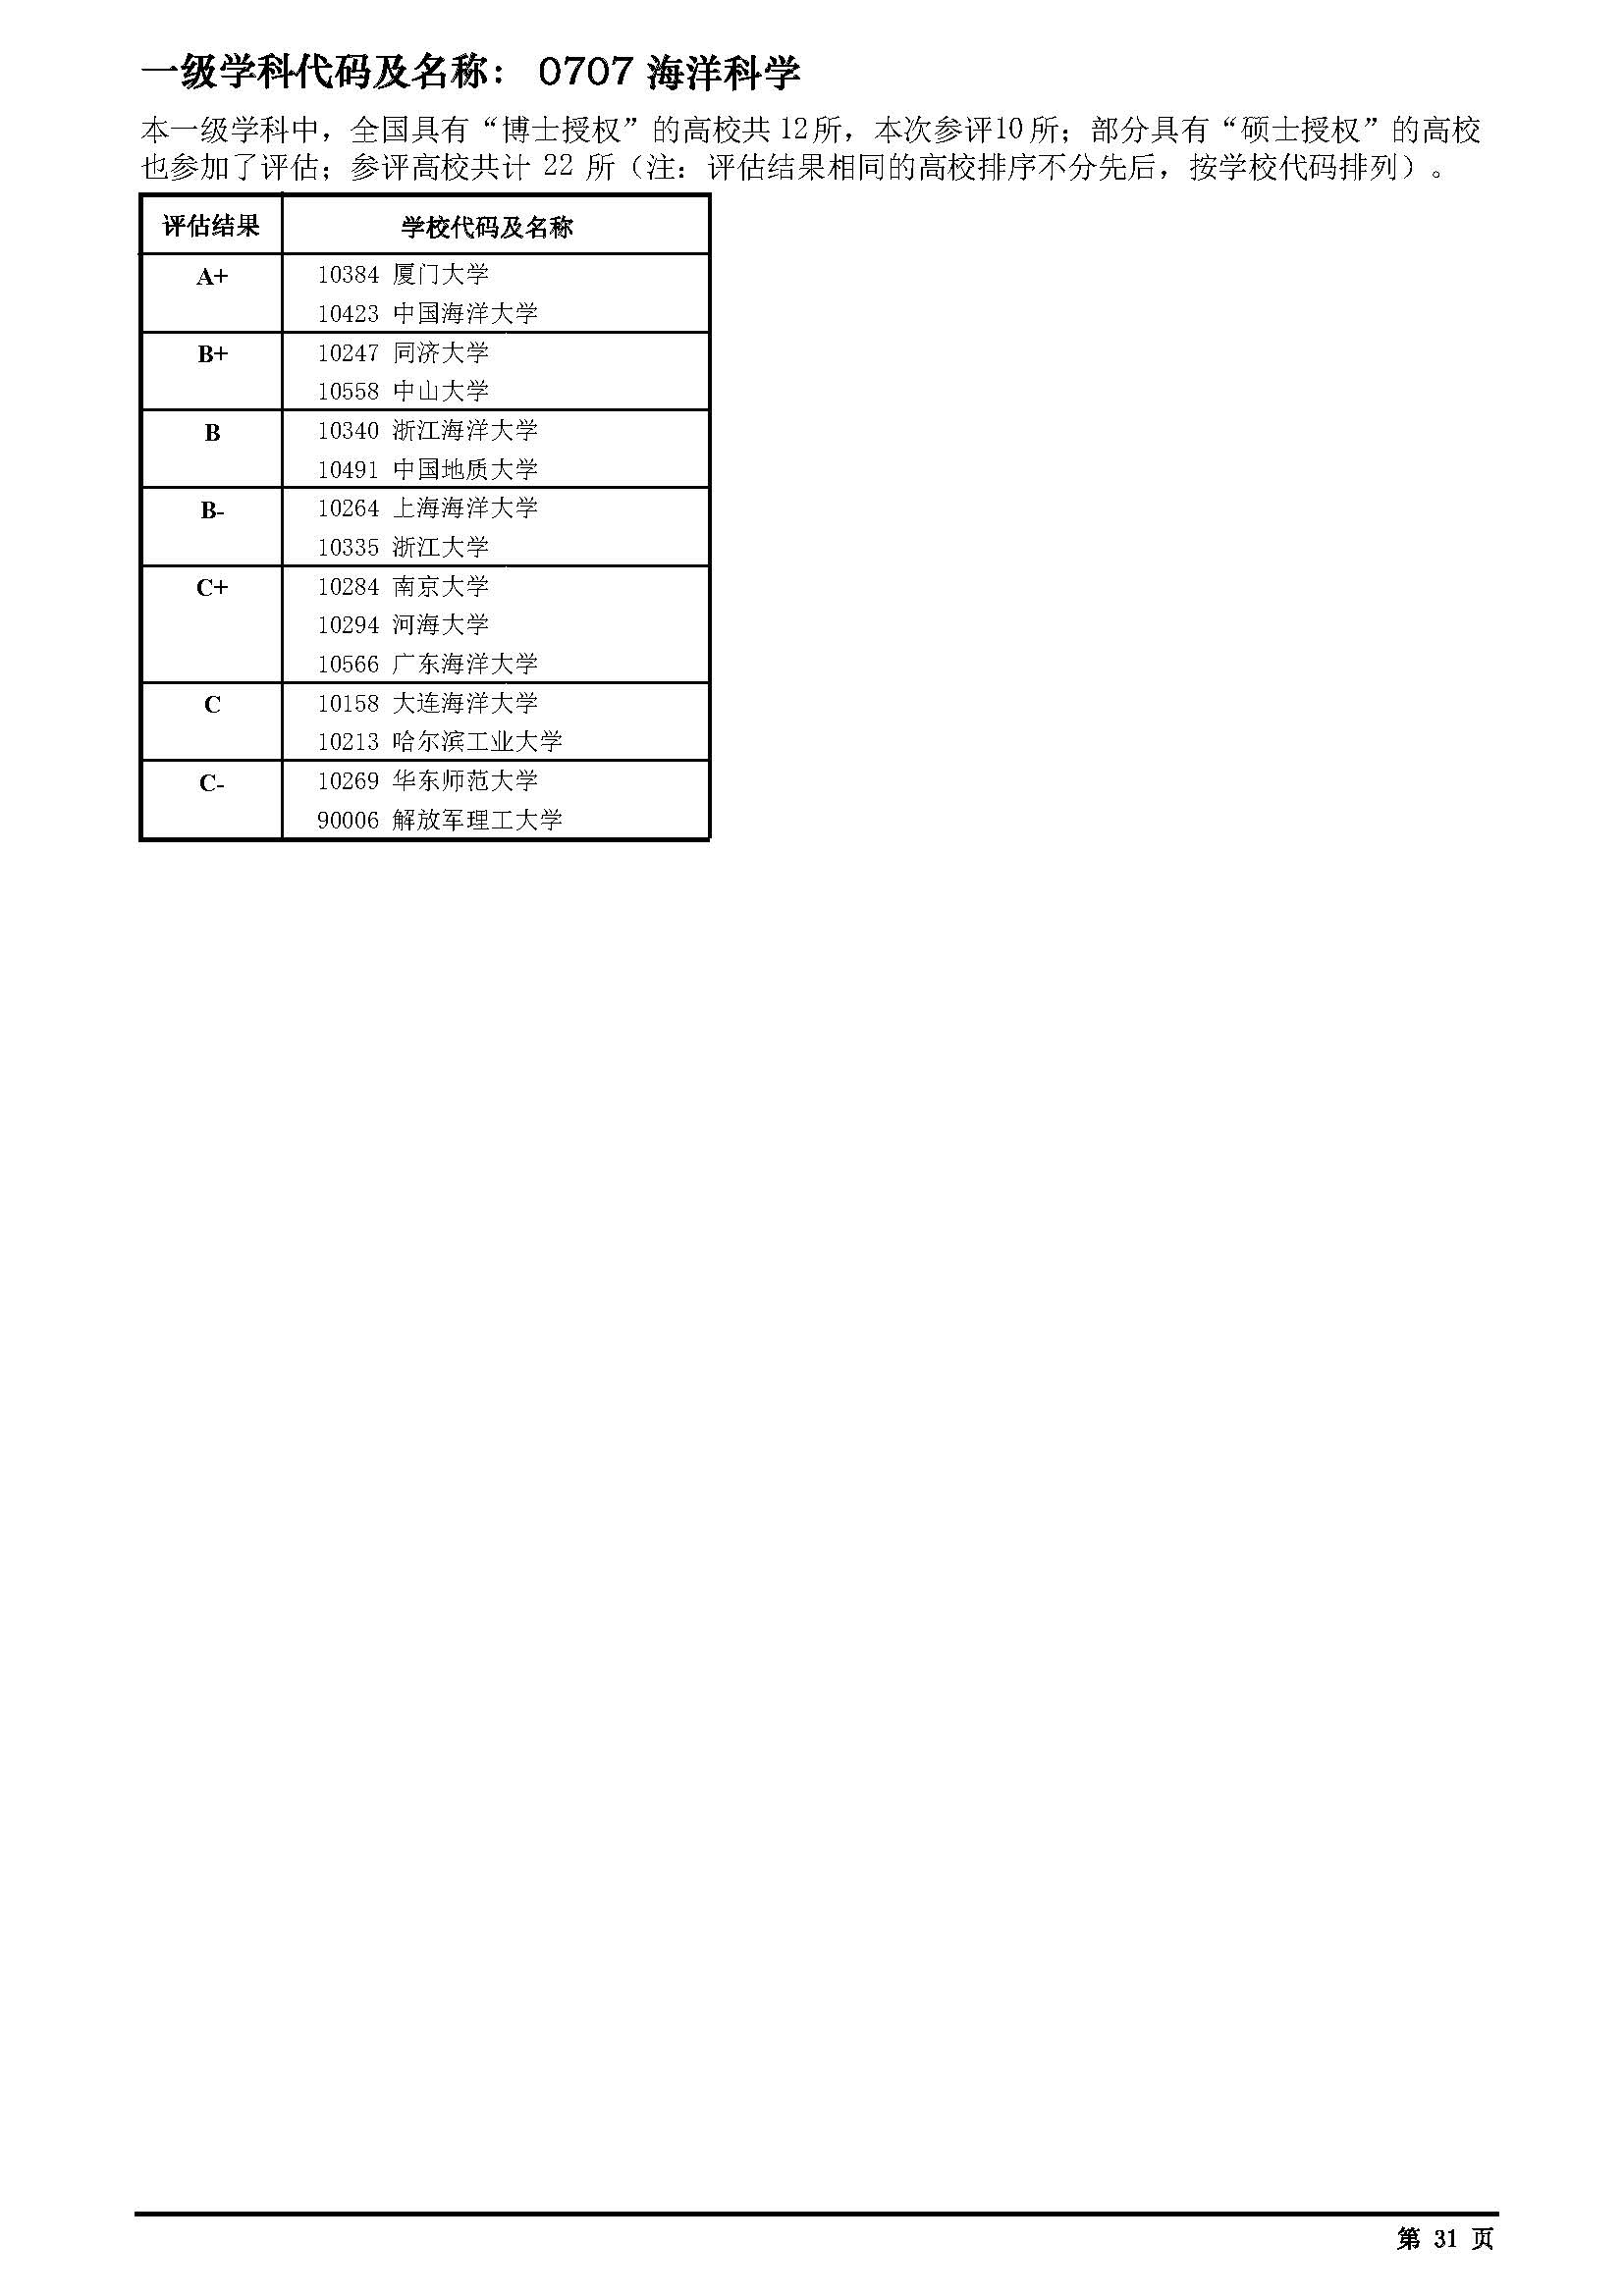 一级学科代码及名称： 0707 海洋科学
本一级学科中，全国具有“博士授权”的高校共 12 所，本次参评10 所；部分具有“硕士授权”的高校
也参加了评估；参评高校共计 22 所（注：评估结果相同的高校排序不分先后，按学校代码排列）。
评估结果 学校代码及名称
A+ 10384 厦门大学
10423 中国海洋大学
B+ 10247 同济大学
10558 中山大学
B 10340 浙江海洋大学
10491 中国地质大学
B- 10264 上海海洋大学
10335 浙江大学
C+ 10284 南京大学
10294 河海大学
10566 广东海洋大学
C 10158 大连海洋大学
10213 哈尔滨工业大学
C- 10269 华东师范大学
90006 解放军理工大学
第 31 页